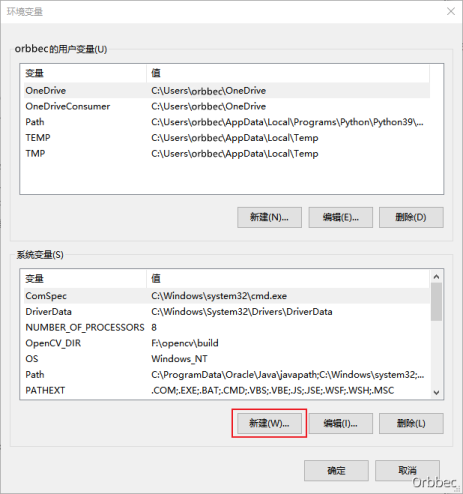 环境变量
orbbec的用户变量(U)
变量 值
OneDrive C:\Users\orbbec\OneDrive
OneDriveConsumer C:\Users\orbbec\OneDrive
Path C:\Users\orbbec\AppData\Local\Programs\Python\Python39\...
TEMP C:\Users\orbbec\AppData\Local\Temp
TMP C:\Users\orbbec\AppData\Local\Temp
新建(N)... 编辑(E)... 删除(D)
系统变量(S)
变量 值
ComSpec C:\Windows\system32\cmd.exe
DriverData C:\Windows\System32\Drivers\DriverData
NUMBER_OF_PROCESSORS 8
OpenCV_DIR F:\opencv\build
OS Windows_NT
Path C:\ProgramData\Oracle\Java\javapath;C:\Windows\system32;...
PATHEXT .COM;.EXE;.BAT;.CMD;.VBS;.VBE;.JS;.JSE;.WSF;.WSH;.MSC
新建(W)... 编辑(I)... 删除(L)
确定 取消
Orbbec